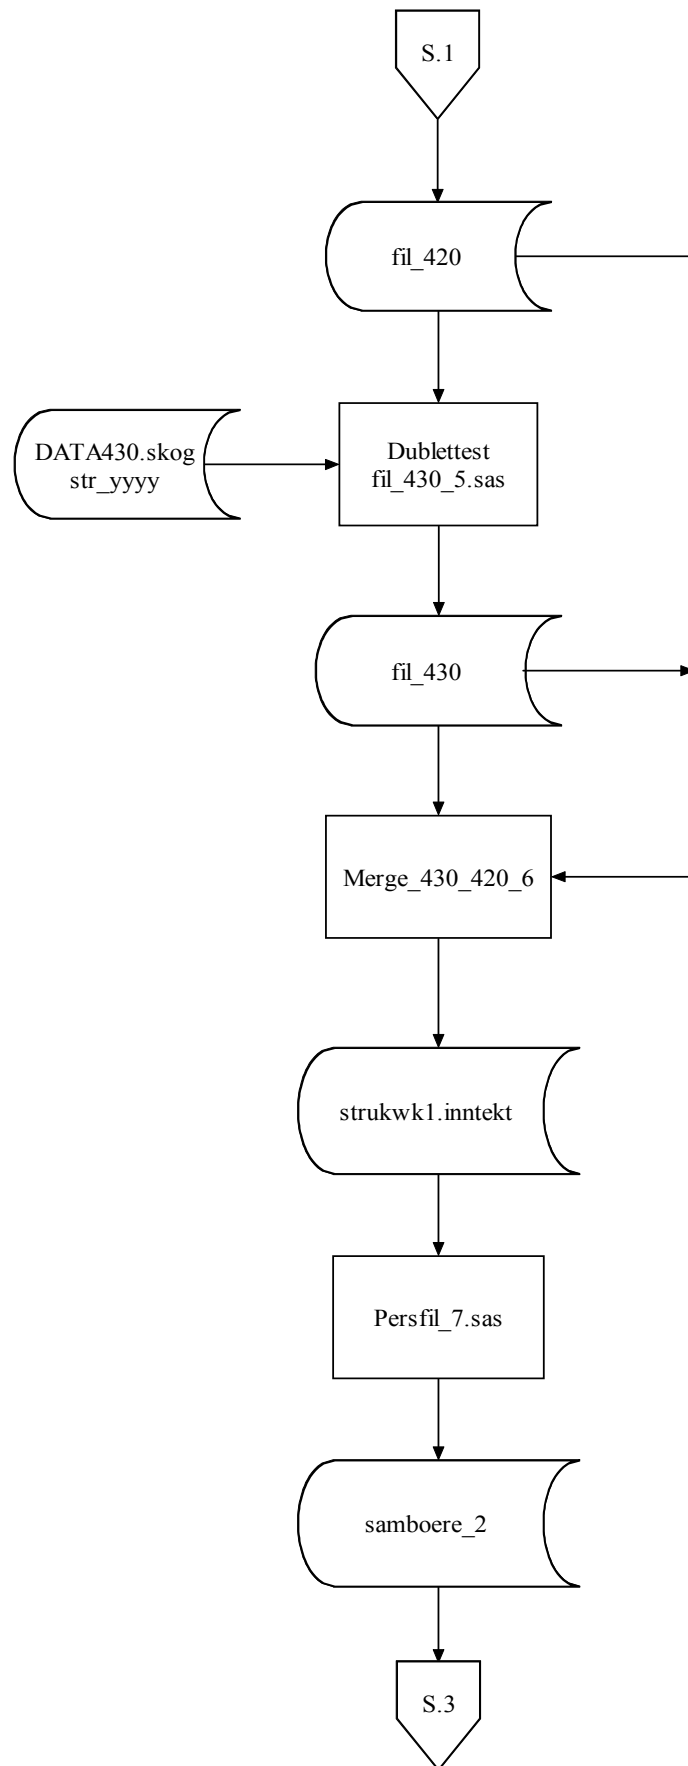 S.1
fil_420
DATA430.skog
str_yyyy
Dublettest
fil_430_5.sas
fil_430
Merge_430_420_6
strukwk1.inntekt
Persfil_7.sas
samboere_2
S.3